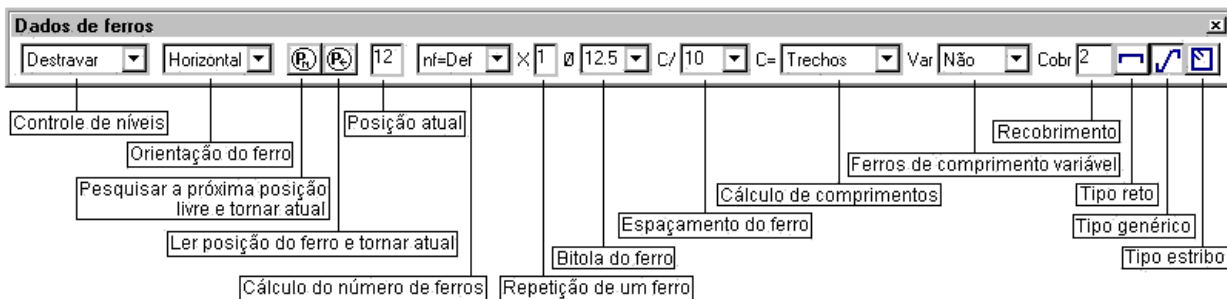 Dados de ferros
Destravar Horizontal PN P 12 nf=Def X 1 Ø 12.5 C/ 10 C= Trechos Var Não Cobr 2
Controle de níveis
Posição atual
Recobrimento
Orientação do ferro
Ferros de comprimento variável
Pesquisar a próxima posição
livre e tornar atual
Cálculo de comprimentos
Tipo reto
Espaçamento do ferro
Tipo genérico
Ler posição do ferro e tornar atual
Bitola do ferro
Tipo estribo
Cálculo do número de ferros
Repetição de um ferro